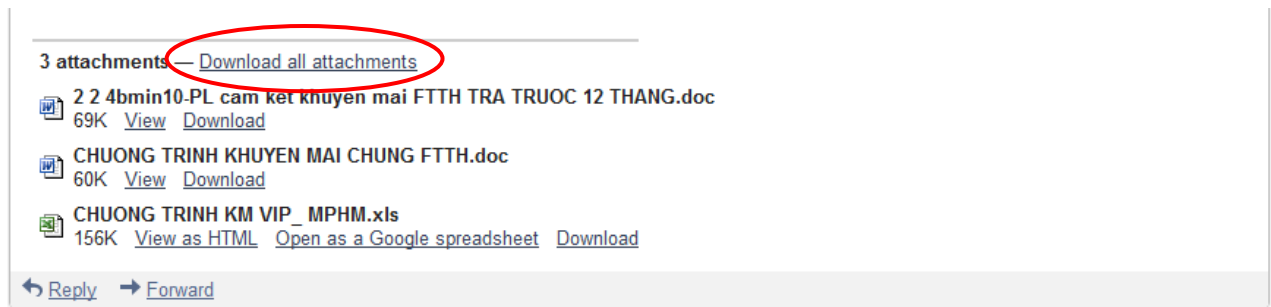 3 attachments — Download all attachments
2 2 4bmin10-PL cam ket khuyen mai FTTH TRA TRUOC 12 THANG.doc
69K View Download
CHUONG TRINH KHUYEN MAI CHUNG FTTH.doc
60K View Download
CHUONG TRINH KM VIP_ MPHM.xls
156K View as HTML Open as a Google spreadsheet Download
Reply Forward